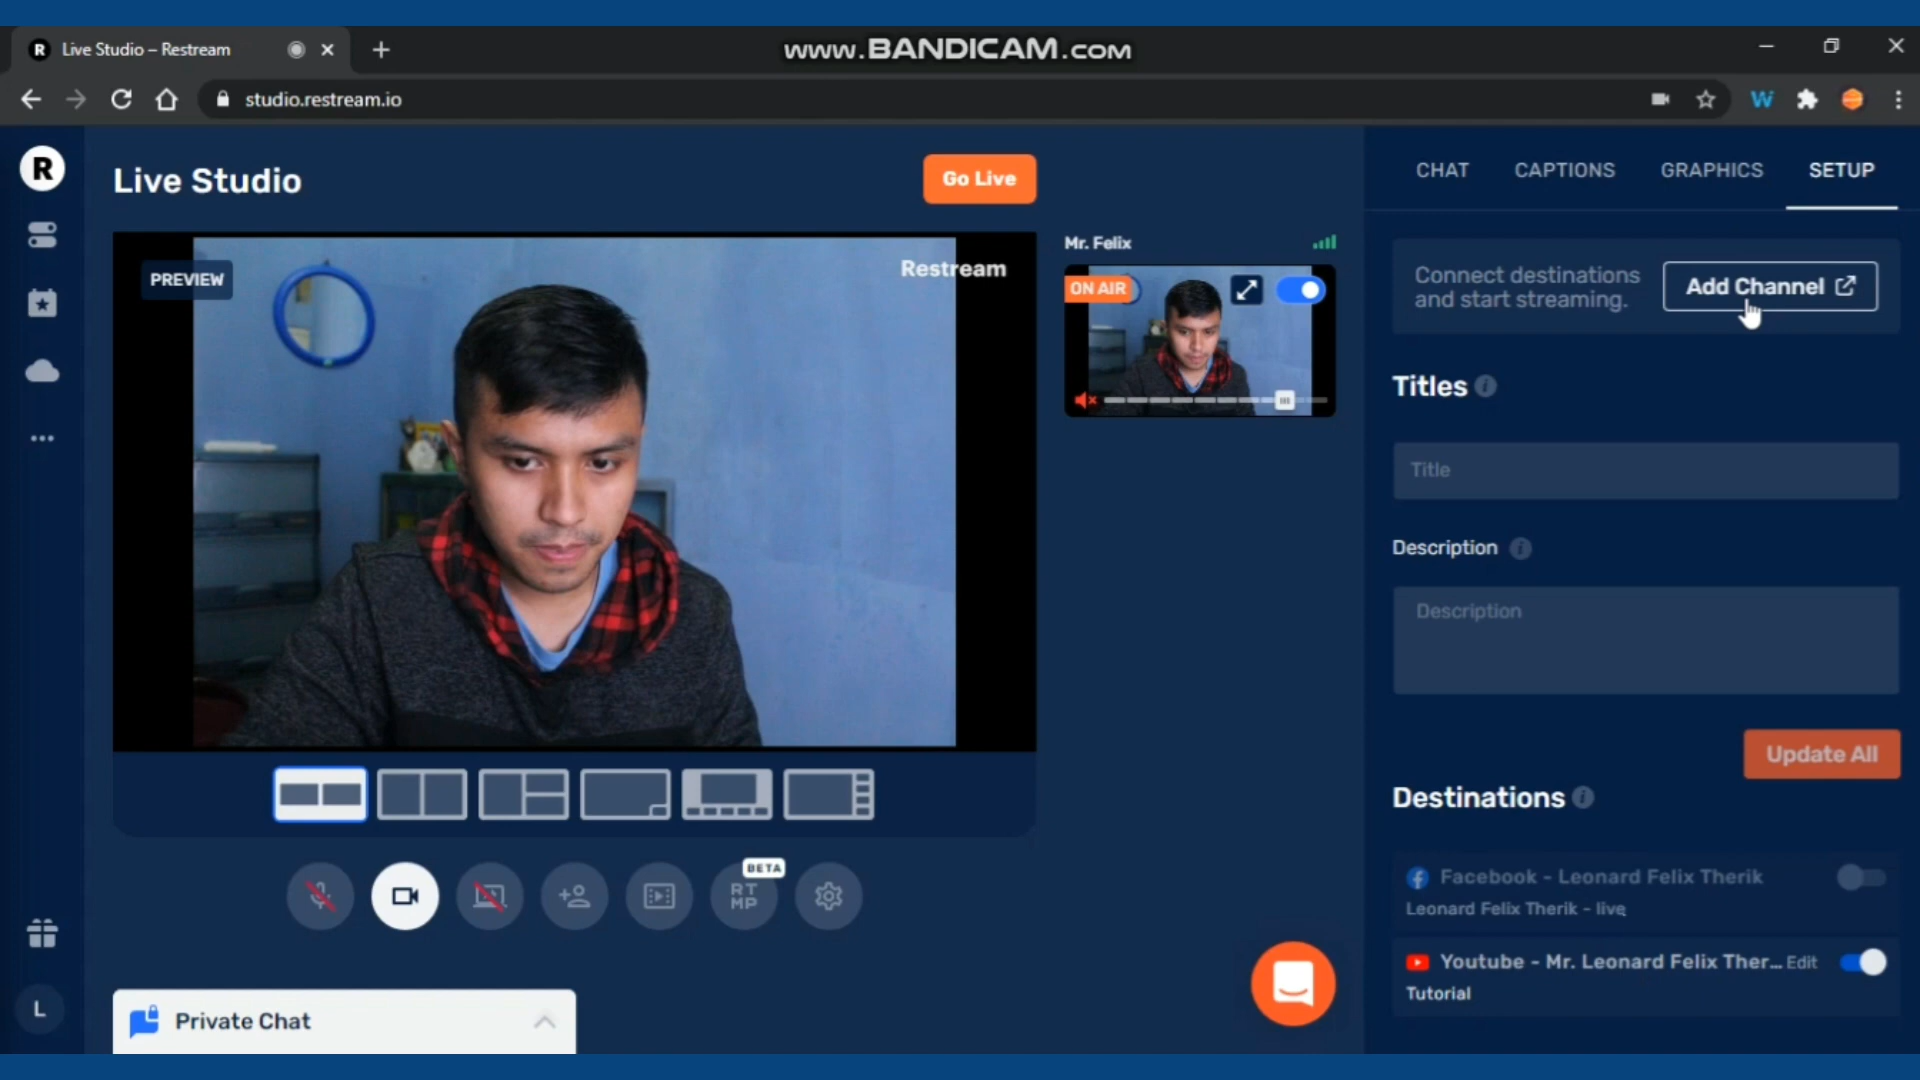 R Live Studio – Restream
www.BANDICAM.com
studio.restream.io
W
R
Live Studio
Go Live
CHAT CAPTIONS GRAPHICS SETUP
PREVIEW
Restream
Mr. Felix
ON AIR
Connect destinations
and start streaming.
Add Channel
Titles
Title
Description
Description
Update All
Destinations
Facebook - Leonard Felix Therik
Leonard Felix Therik - live
Youtube - Mr. Leonard Felix Ther... Edit
Tutorial
BETA
RT
MP
L
Private Chat